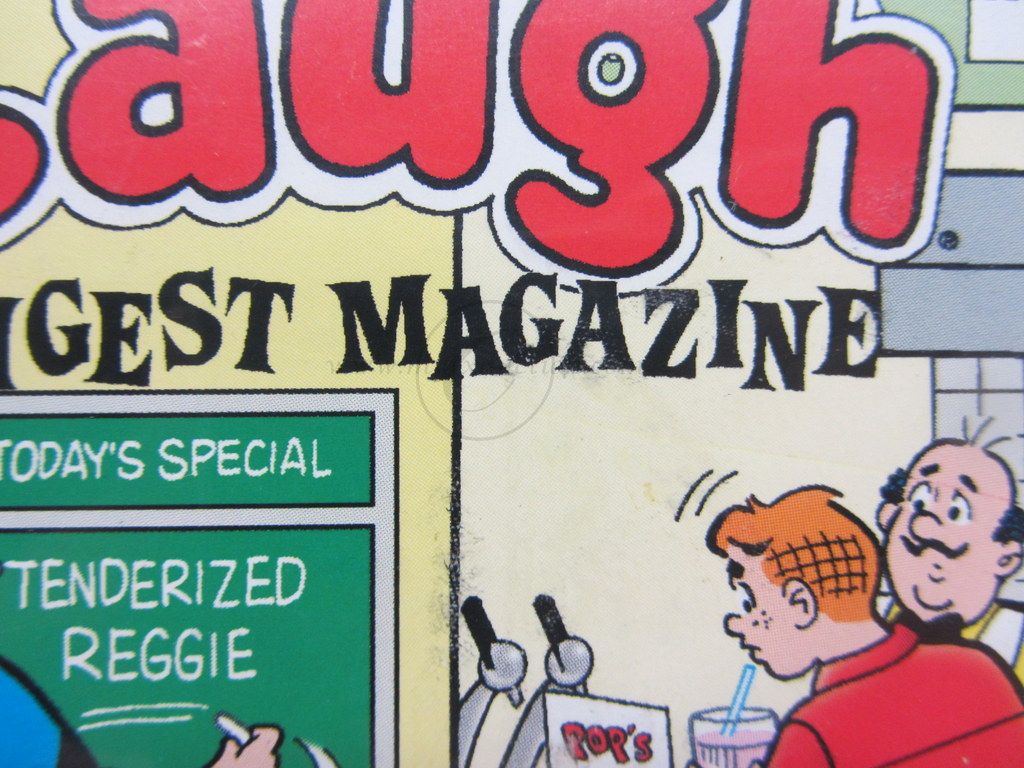 Laugh
IGEST MAGAZINE
TODAY'S SPECIAL
TENDERIZED
REGGIE
POP'S